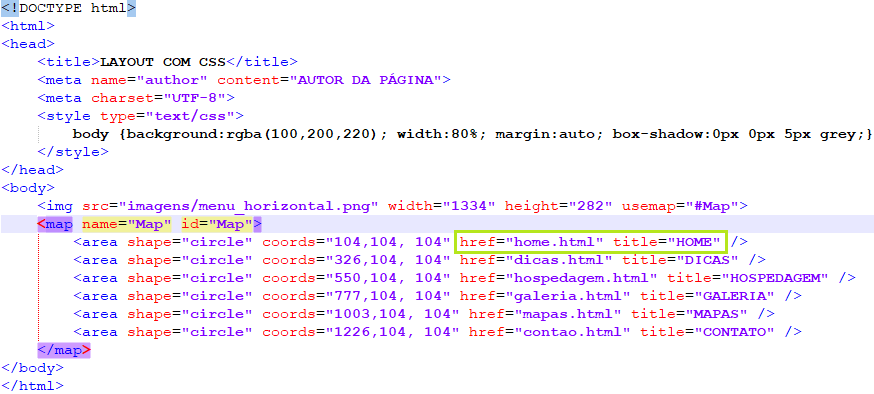 <!DOCTYPE html>
<html>
<head>
<title>LAYOUT COM CSS</title>
<meta name="author" content="AUTOR DA PÁGINA">
<meta charset="UTF-8">
<style type="text/css">
body {background:rgba(100,200,220); width:80%; margin:auto; box-shadow:0px 0px 5px grey;}
</style>
</head>
<body>
<img src="imagens/menu_horizontal.png" width="1334" height="282" usemap="#Map">
<map name="Map" id="Map">
<area shape="circle" coords="104,104, 104" href="home.html" title="HOME" />
<area shape="circle" coords="326,104, 104" href="dicas.html" title="DICAS" />
<area shape="circle" coords="550,104, 104" href="hospedagem.html" title="HOSPEDAGEM" />
<area shape="circle" coords="777,104, 104" href="galeria.html" title="GALERIA" />
<area shape="circle" coords="1003,104, 104" href="mapas.html" title="MAPAS" />
<area shape="circle" coords="1226,104, 104" href="contao.html" title="CONTATO" />
</map>
</body>
</html>